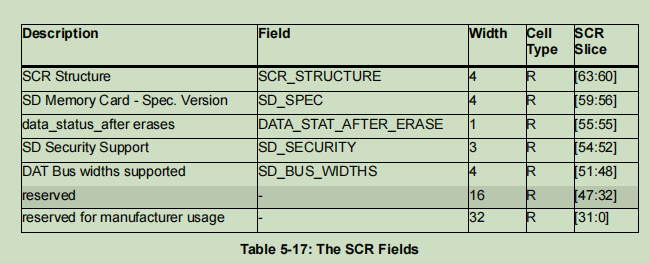 Description Field Width Cell Type SCR Slice
SCR Structure SCR_STRUCTURE 4 R [63:60]
SD Memory Card - Spec. Version SD_SPEC 4 R [59:56]
data_status_after erases DATA_STAT_AFTER_ERASE 1 R [55:55]
SD Security Support SD_SECURITY 3 R [54:52]
DAT Bus widths supported SD_BUS_WIDTHS 4 R [51:48]
reserved - 16 R [47:32]
reserved for manufacturer usage - 32 R [31:0]
Table 5-17: The SCR Fields